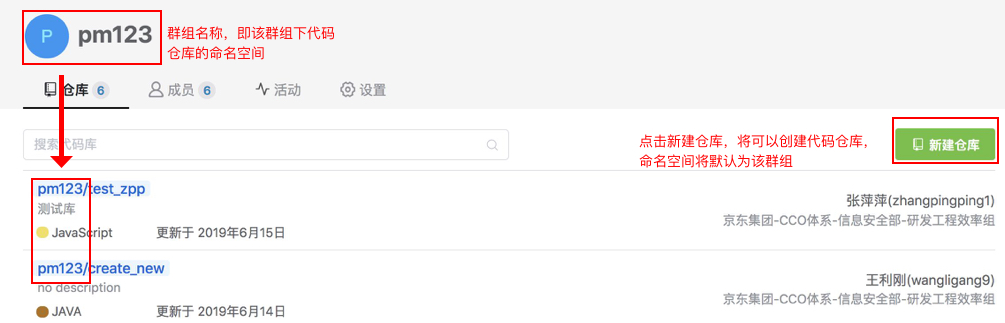 P pm123
群组名称，即该群组下代码
仓库的命名空间
仓库 6 成员 6 活动 设置
搜索代码库
点击新建仓库，将可以创建代码仓库，
命名空间将默认为该群组
新建仓库
pm123/test_zpp
张萍萍(zhangpingping1)
测试库
京东集团-CCO体系-信息安全部-研发工程效率组
JavaScript 更新于 2019年6月15日
pm123/create_new
王利刚(wangligang9)
no description
京东集团-CCO体系-信息安全部-研发工程效率组
JAVA 更新于 2019年6月14日